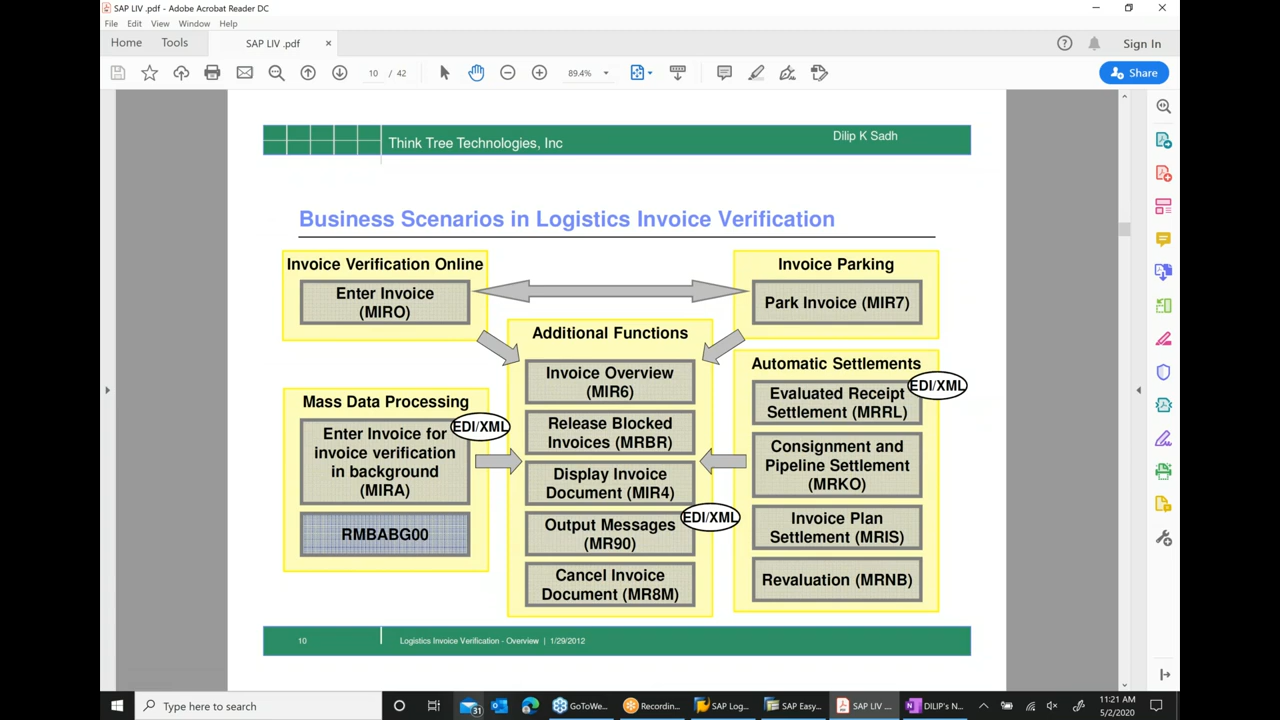 SAP LIV .pdf - Adobe Acrobat Reader DC
File Edit View Window Help
Home Tools SAP LIV .pdf × Sign In
10 / 42 89.4% Share
Think Tree Technologies, Inc
Dilip K Sadh
Business Scenarios in Logistics Invoice Verification
Invoice Verification Online
Enter Invoice
(MIRO)
Invoice Parking
Park Invoice (MIR7)
Mass Data Processing
EDI/XML
Enter Invoice for
invoice verification
in background
(MIRA)
RMBABG00
Additional Functions
Invoice Overview
(MIR6)
Release Blocked
Invoices (MRBR)
Display Invoice
Document (MIR4)
EDI/XML
Output Messages
(MR90)
Cancel Invoice
Document (MR8M)
Automatic Settlements
EDI/XML
Evaluated Receipt
Settlement (MRRL)
Consignment and
Pipeline Settlement
(MRKO)
Invoice Plan
Settlement (MRIS)
Revaluation (MRNB)
10 Logistics Invoice Verification - Overview | 1/29/2012
Type here to search
31
GoToWe...
Recordin...
SAP Log...
SAP Easy...
SAP LIV ...
DILIP's N...
11:21 AM
5/2/2020